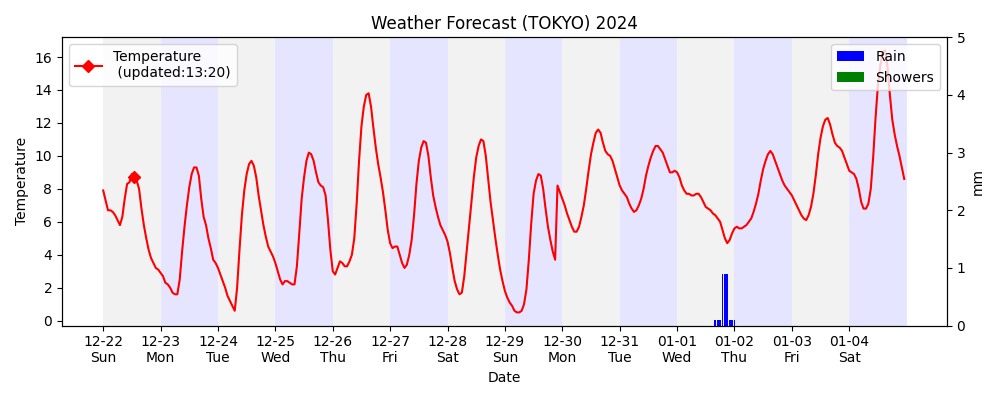 Weather Forecast (TOKYO) 2024
Temperature
(updated:13:20)
Rain
Showers
16
14
12
10
8
6
4
2
0
Temperature
5
4
3
2
1
0
mm
12-22 12-23 12-24 12-25 12-26 12-27 12-28 12-29 12-30 12-31 01-01 01-02 01-03 01-04
Sun Mon Tue Wed Thu Fri Sat Sun Mon Tue Wed Thu Fri Sat
Date